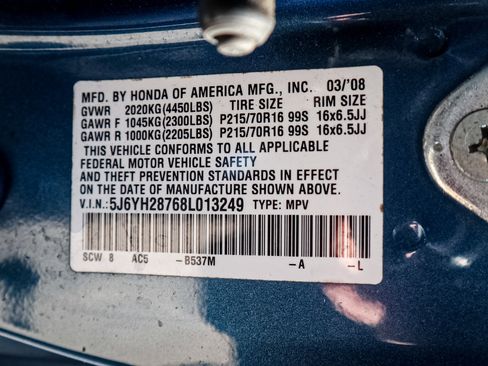 MFD. BY HONDA OF AMERICA MFG., INC. 03/'08
GVWR 2020KG(4450LBS) TIRE SIZE RIM SIZE
GAWR F 1045KG(2300LBS) P215/70R16 99S 16x6.5JJ
GAWR R 1000KG(2205LBS) P215/70R16 99S 16x6.5JJ
THIS VEHICLE CONFORMS TO ALL APPLICABLE
FEDERAL MOTOR VEHICLE SAFETY
AND THEFT PREVENTION STANDARDS IN EFFECT
ON THE DATE OF MANUFACTURE SHOWN ABOVE.
V.I.N.: 5J6YH28768L013249 TYPE: MPV
SCW 8 AC5 -B537M -A -L